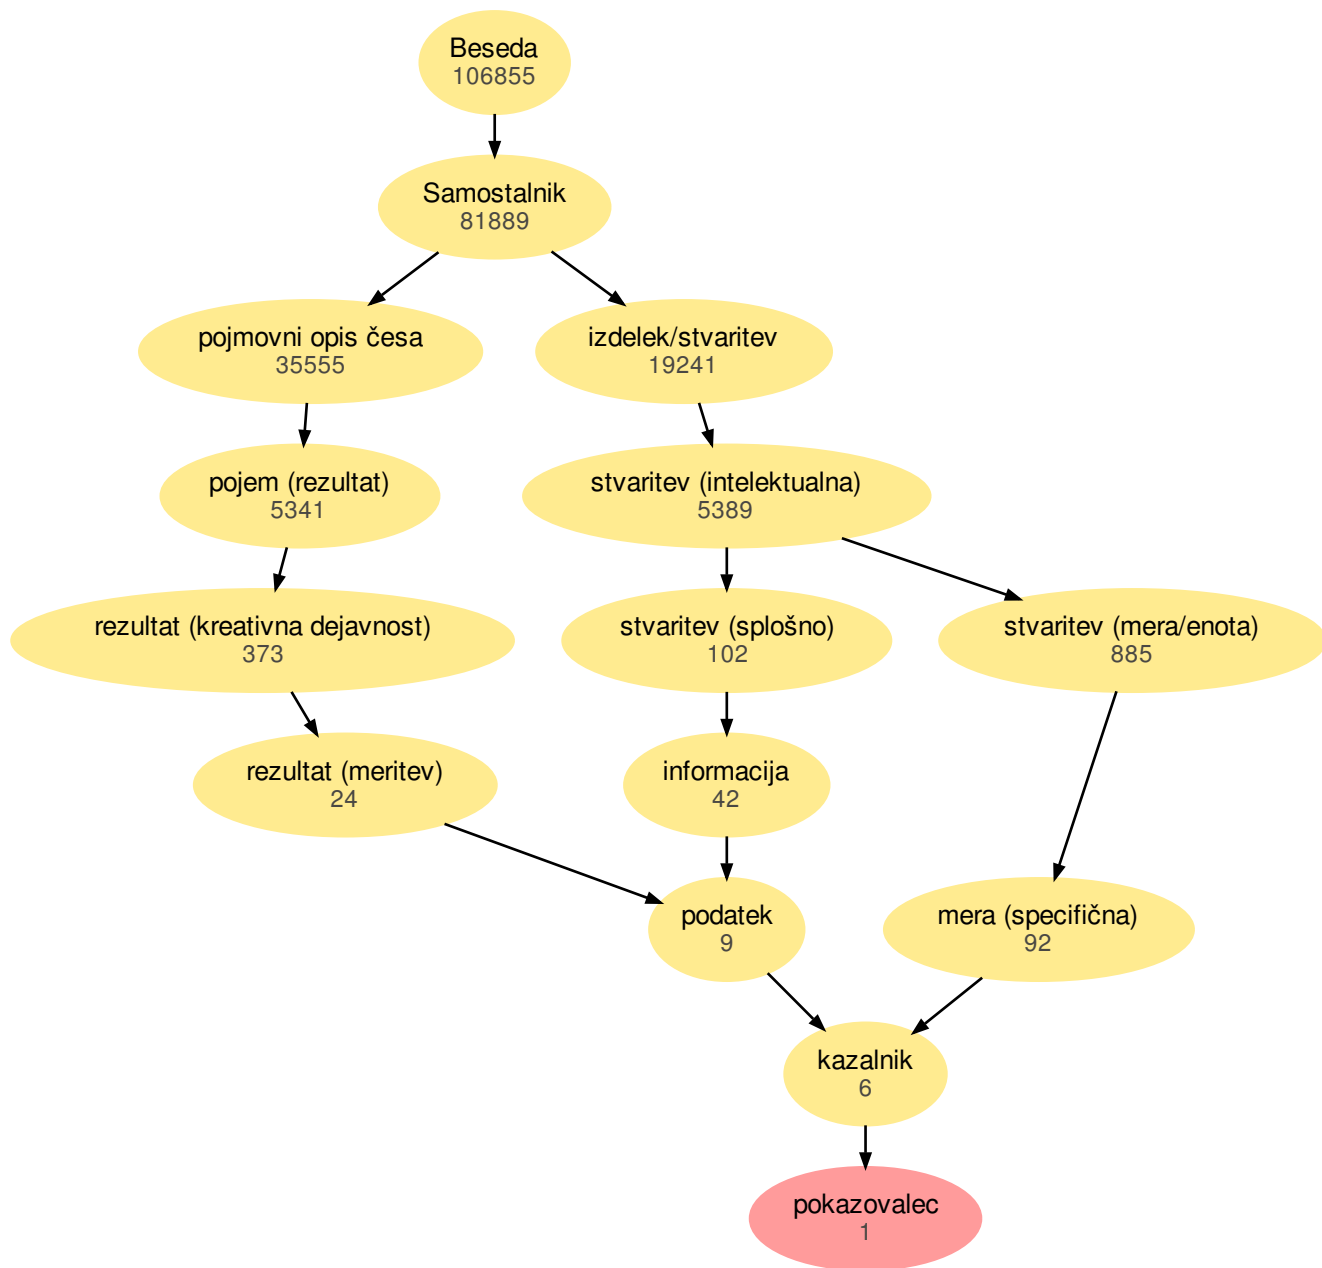 Beseda
106855
Samostalnik
81889
pojmovni opis česa
35555
izdelek/stvaritev
19241
pojem (rezultat)
5341
stvaritev (intelektualna)
5389
rezultat (kreativna dejavnost)
373
stvaritev (splošno)
102
stvaritev (mera/enota)
885
rezultat (meritev)
24
informacija
42
podatek
9
mera (specifična)
92
kazalnik
6
pokazovalec
1